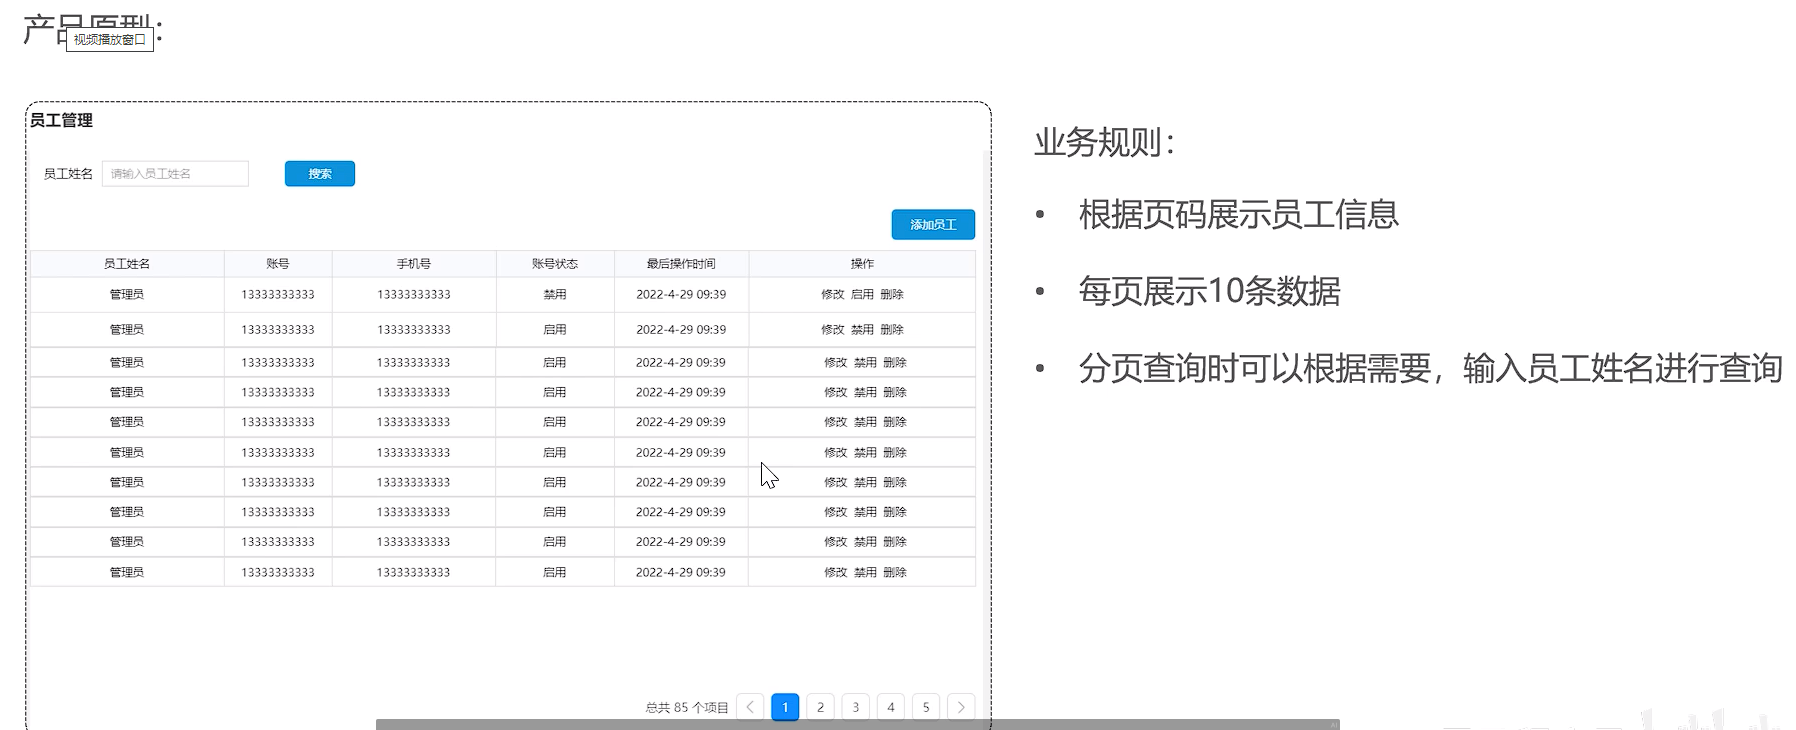 产品原型：
视频播放窗口
员工管理
员工姓名 请输入员工姓名 搜索
添加员工
员工姓名 账号 手机号 账号状态 最后操作时间 操作
管理员 13333333333 13333333333 禁用 2022-4-29 09:39 修改 启用 删除
管理员 13333333333 13333333333 启用 2022-4-29 09:39 修改 禁用 删除
管理员 13333333333 13333333333 启用 2022-4-29 09:39 修改 禁用 删除
管理员 13333333333 13333333333 启用 2022-4-29 09:39 修改 禁用 删除
管理员 13333333333 13333333333 启用 2022-4-29 09:39 修改 禁用 删除
管理员 13333333333 13333333333 启用 2022-4-29 09:39 修改 禁用 删除
管理员 13333333333 13333333333 启用 2022-4-29 09:39 修改 禁用 删除
管理员 13333333333 13333333333 启用 2022-4-29 09:39 修改 禁用 删除
管理员 13333333333 13333333333 启用 2022-4-29 09:39 修改 禁用 删除
管理员 13333333333 13333333333 启用 2022-4-29 09:39 修改 禁用 删除
总共 85 个项目 1 2 3 4 5
业务规则：
• 根据页码展示员工信息
• 每页展示10条数据
• 分页查询时可以根据需要，输入员工姓名进行查询